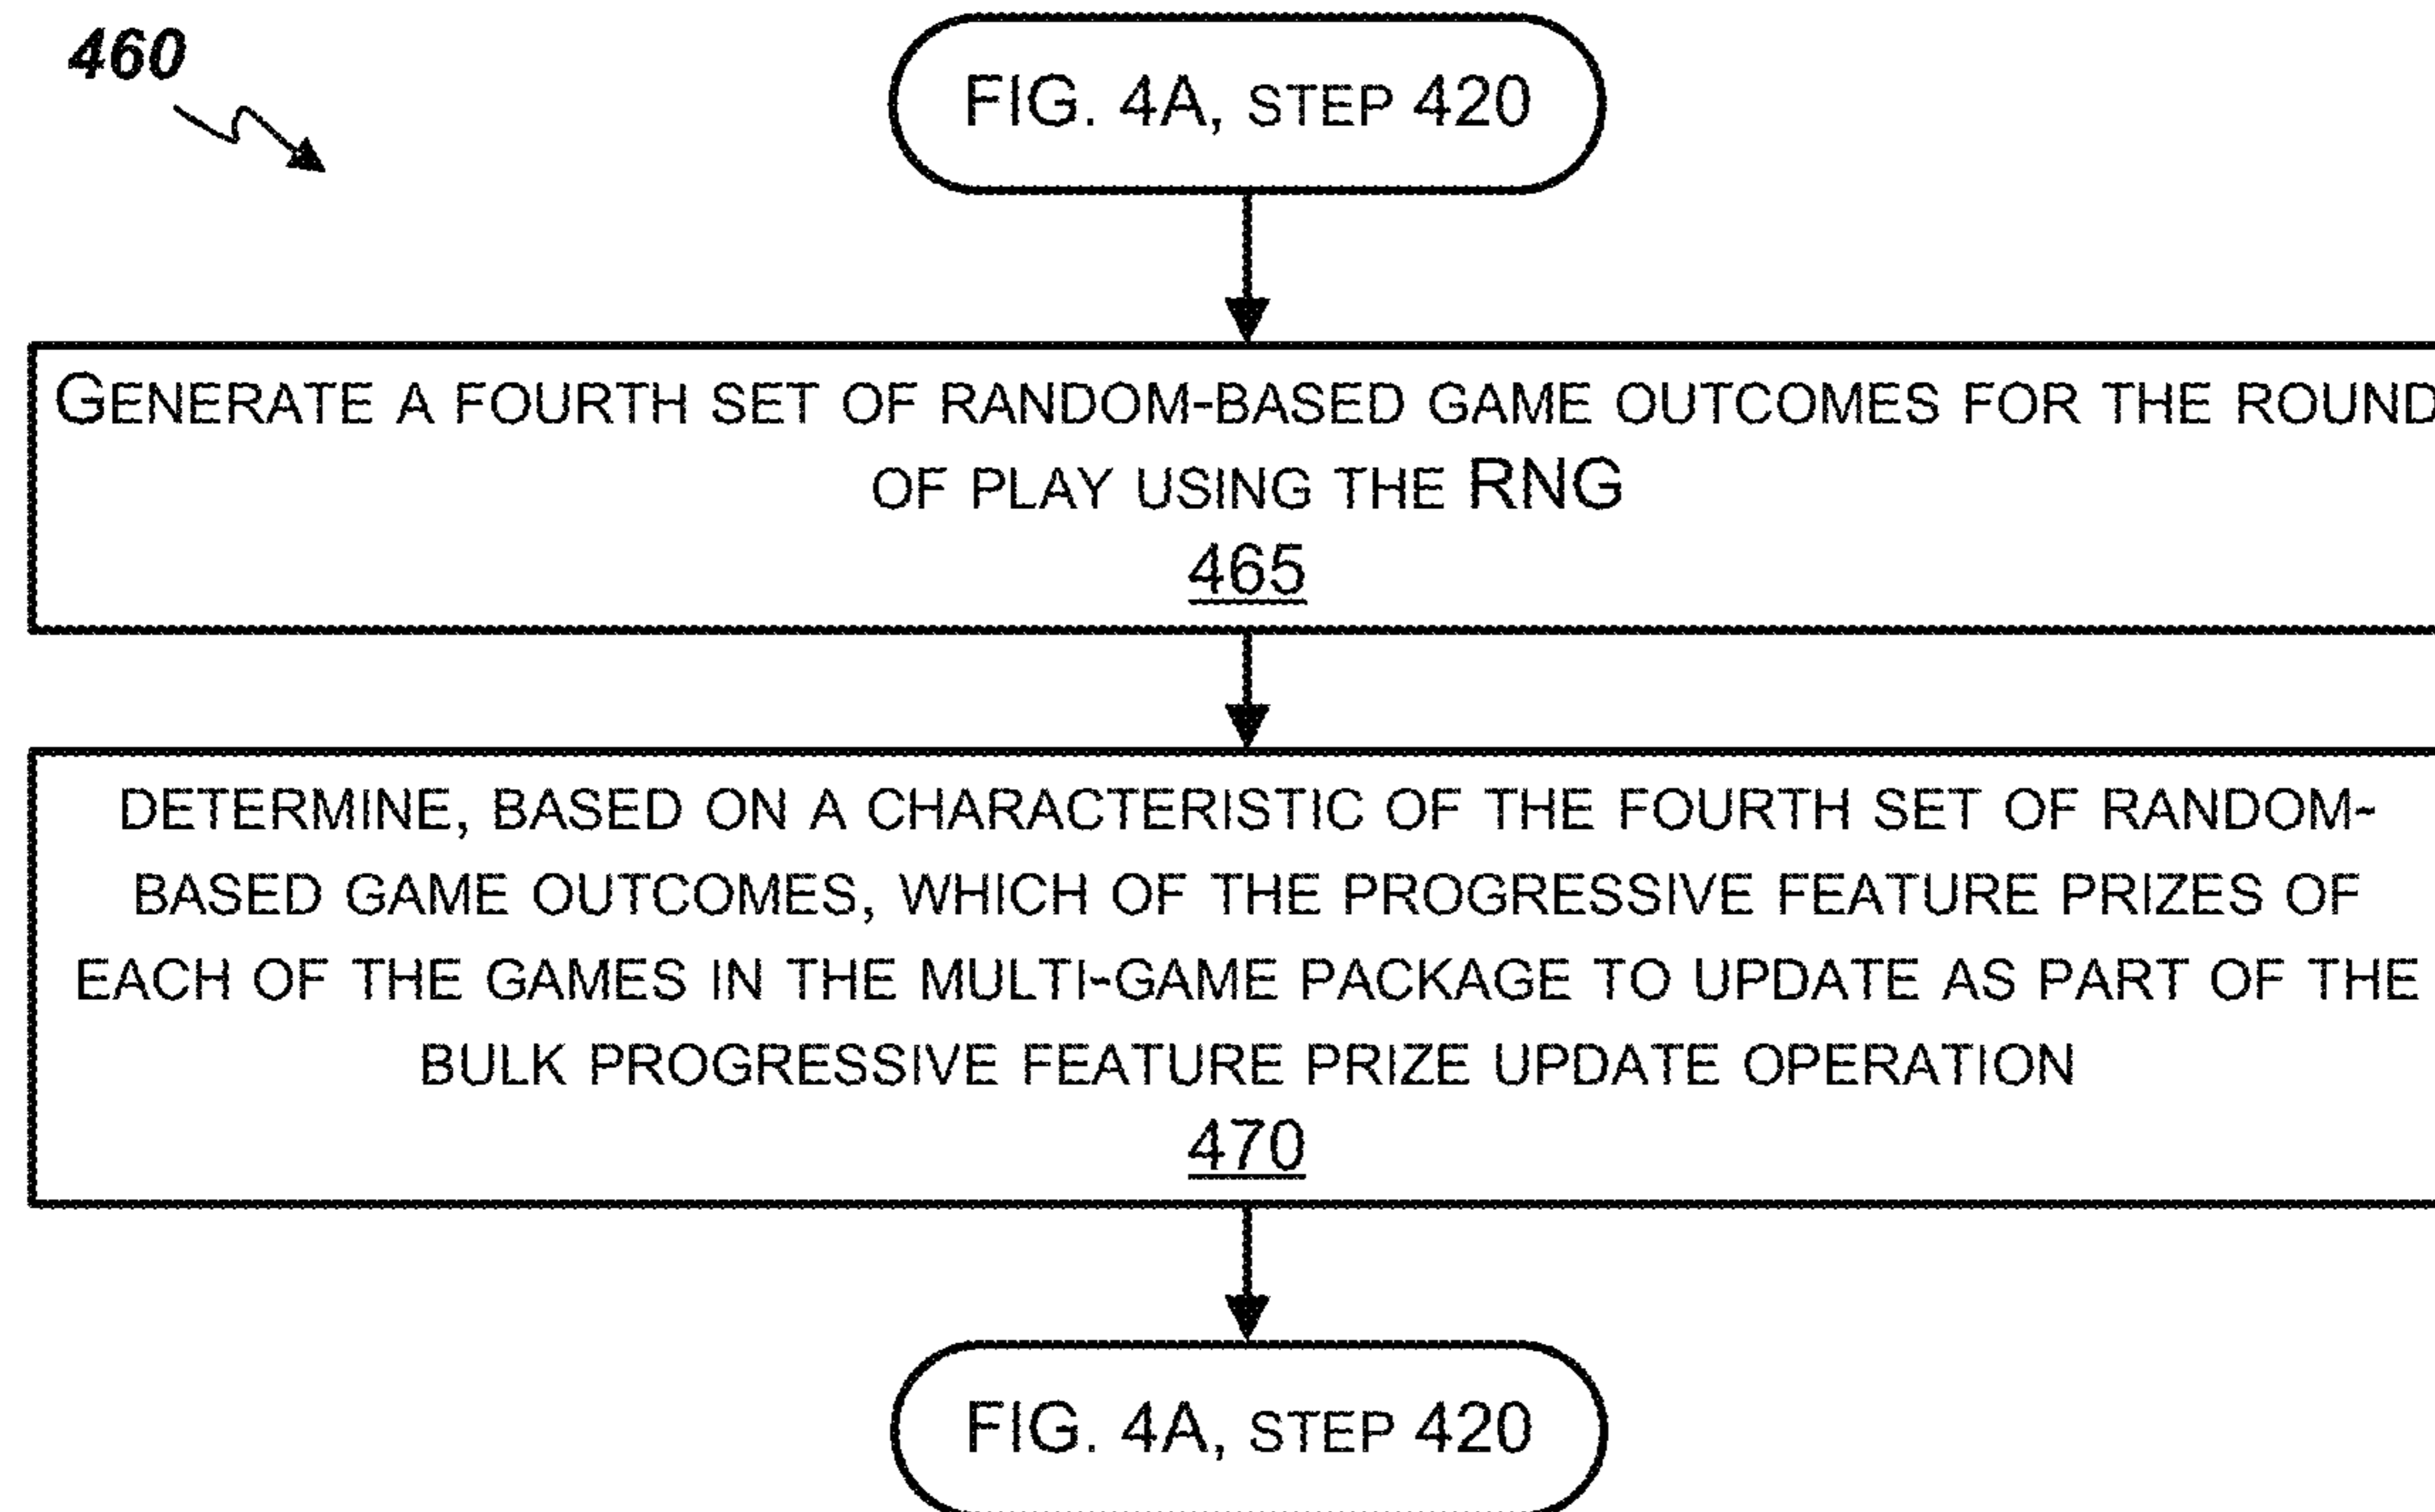 460
FIG. 4A, STEP 420
GENERATE A FOURTH SET OF RANDOM-BASED GAME OUTCOMES FOR THE ROUND
OF PLAY USING THE RNG
465
DETERMINE, BASED ON A CHARACTERISTIC OF THE FOURTH SET OF RANDOM-
BASED GAME OUTCOMES, WHICH OF THE PROGRESSIVE FEATURE PRIZES OF
EACH OF THE GAMES IN THE MULTI-GAME PACKAGE TO UPDATE AS PART OF THE
BULK PROGRESSIVE FEATURE PRIZE UPDATE OPERATION
470
FIG. 4A, STEP 420